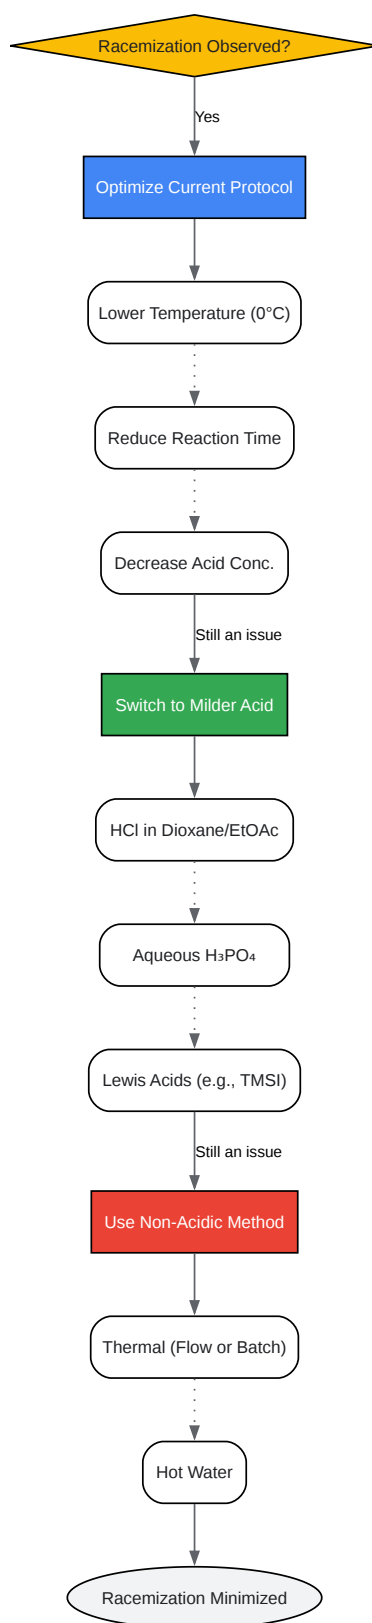 Racemization Observed?
Yes
Optimize Current Protocol
Lower Temperature (0°C)
Reduce Reaction Time
Decrease Acid Conc.
Still an issue
Switch to Milder Acid
HCl in Dioxane/EtOAc
Aqueous H₃PO₄
Lewis Acids (e.g., TMSI)
Still an issue
Use Non-Acidic Method
Thermal (Flow or Batch)
Hot Water
Racemization Minimized